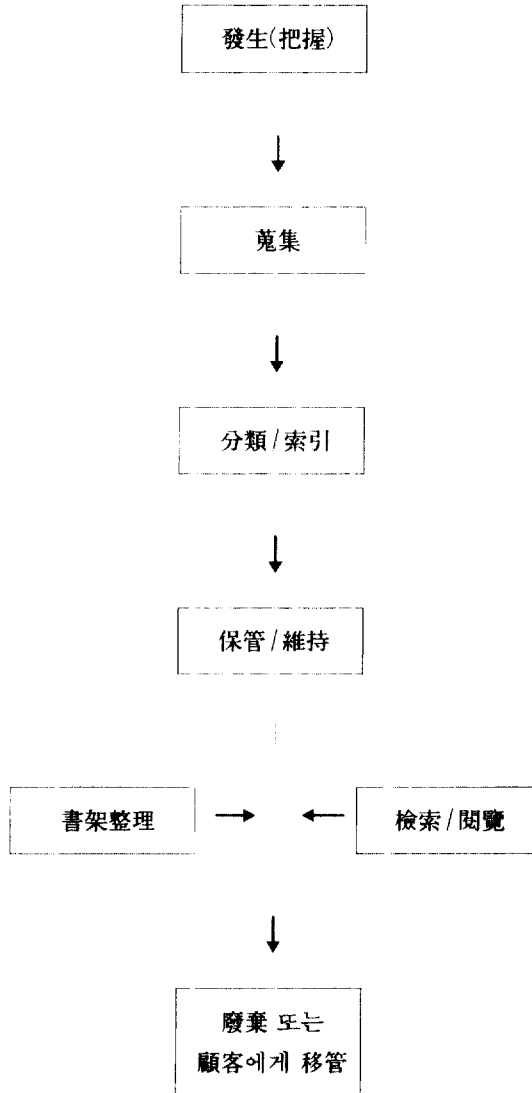 發生(把握)
蒐集
分類/索引
保管/維持
書架整理
檢索/閱覽
廢棄 또는
顧客에게 移管